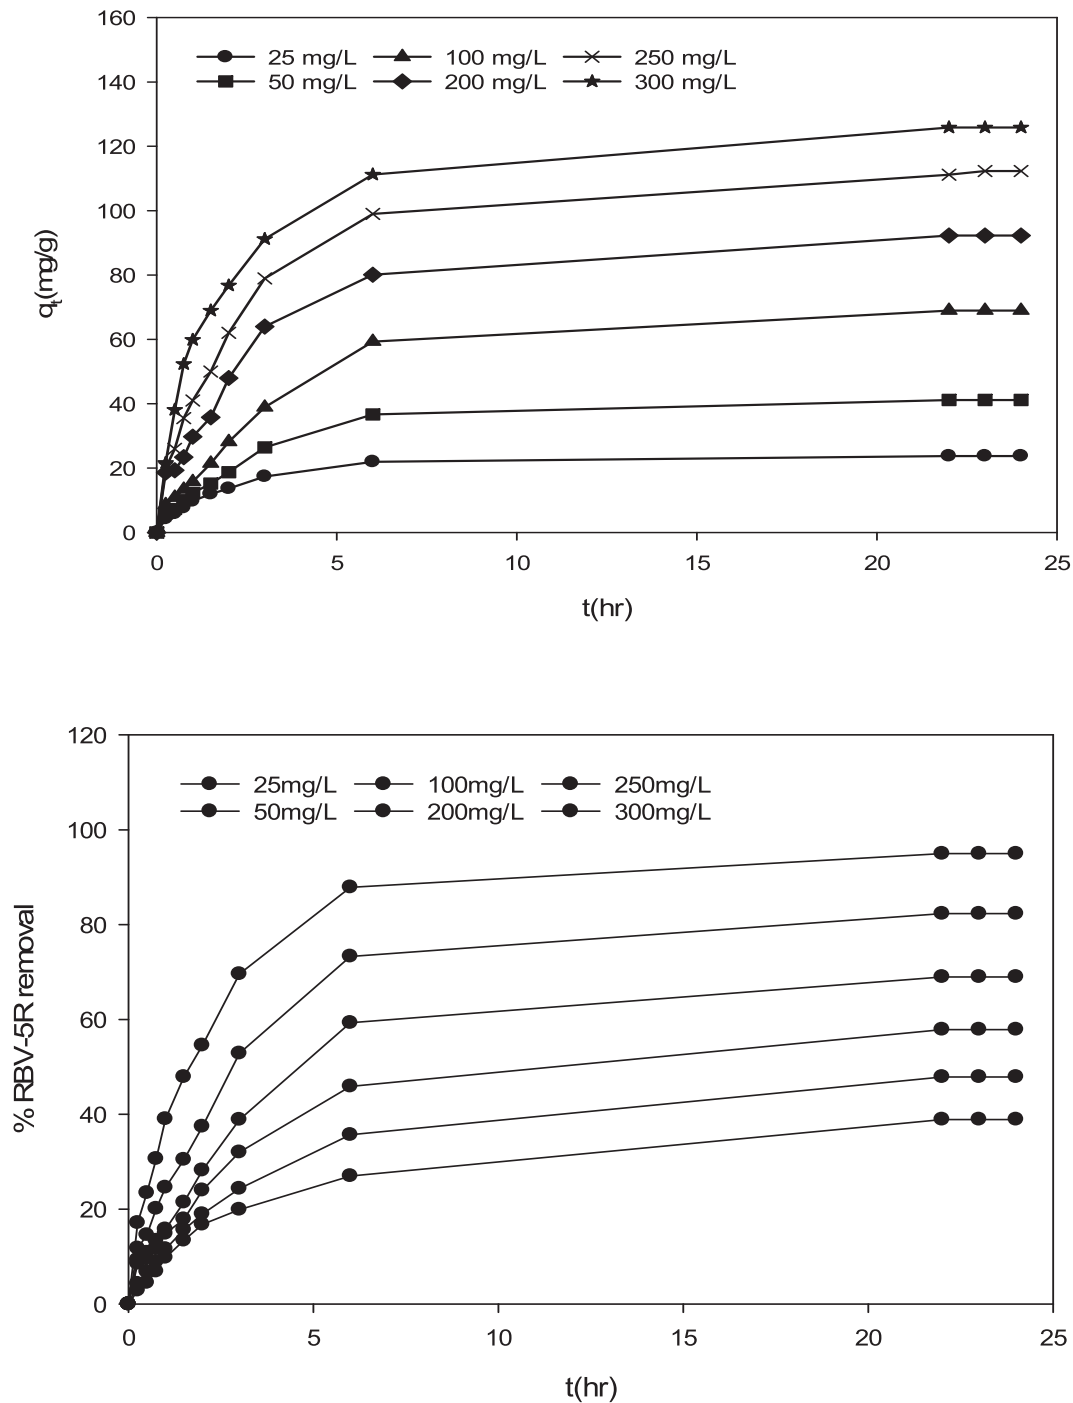 160
140
120
100
80
60
40
20
0
25 mg/L 100 mg/L 250 mg/L
50 mg/L 200 mg/L 300 mg/L
qt(mg/g)
0 5 10 15 20 25
t(hr)
120
100
80
60
40
20
0
25mg/L 100mg/L 250mg/L
50mg/L 200mg/L 300mg/L
% RBV-5R removal
0 5 10 15 20 25
t(hr)